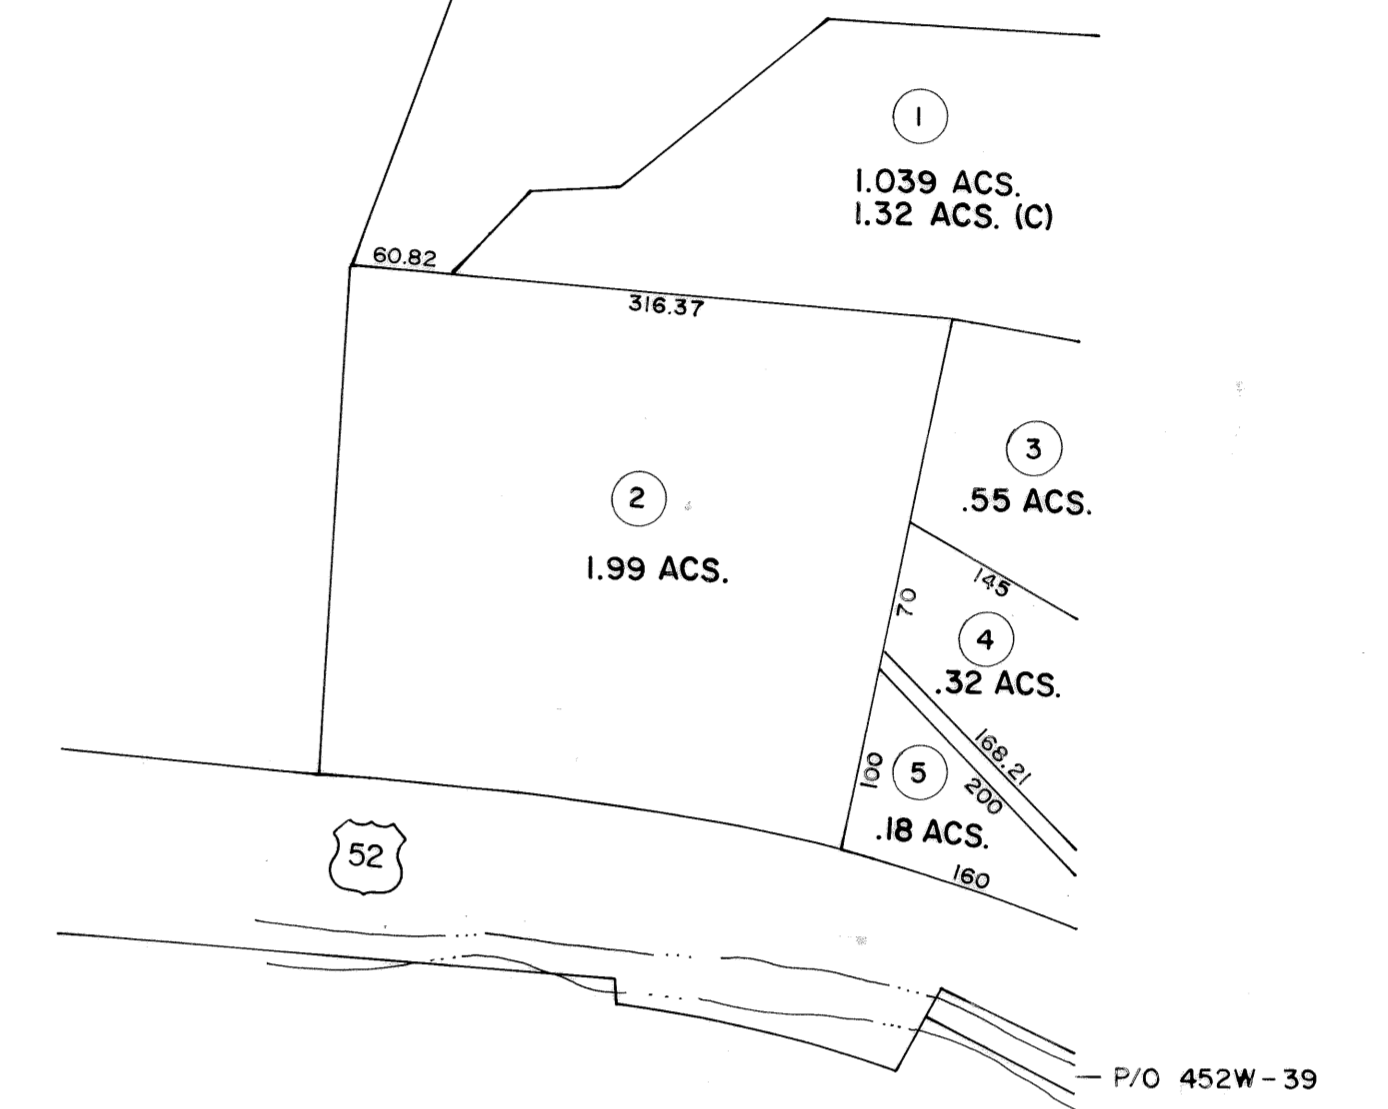 1
1.039 ACS.
1.32 ACS. (C)
60.82
316.37
3
.55 ACS.
2
1.99 ACS.
145
70
4
.32 ACS.
168.21
100
5
200
.18 ACS.
52
160
P/O 452W-39